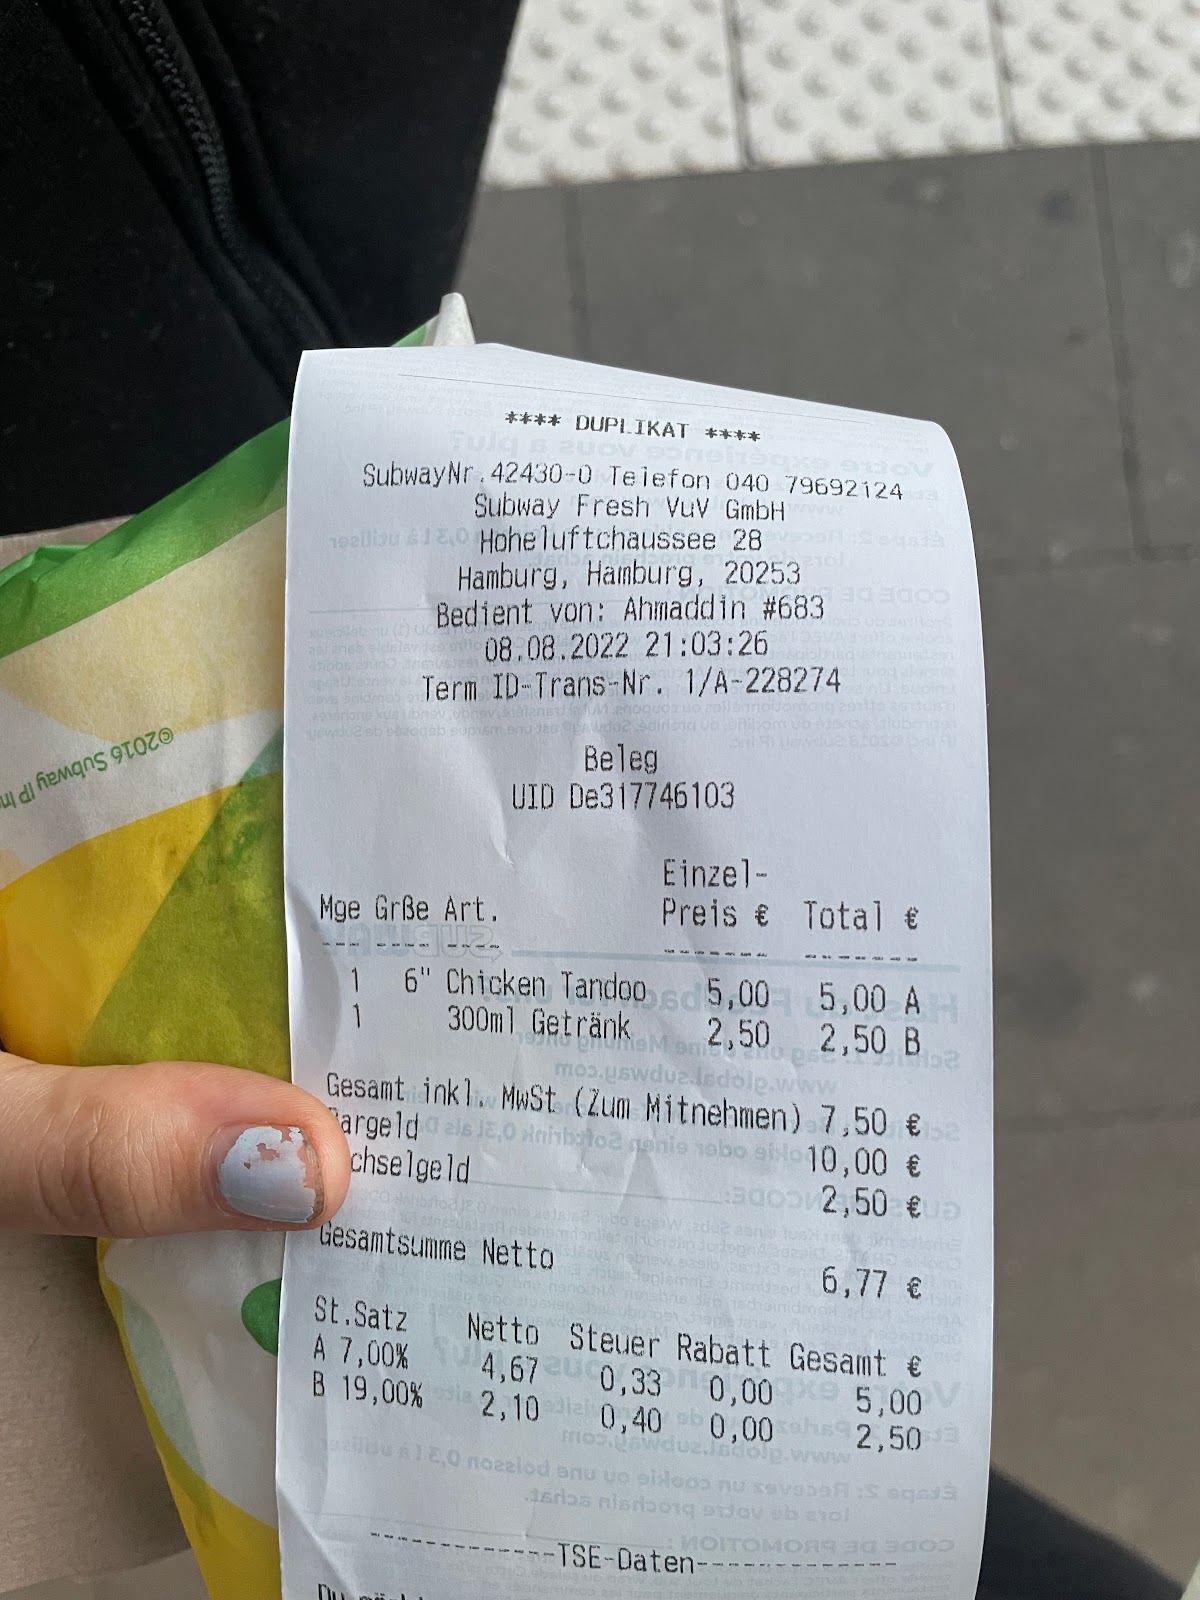 **** DUPLIKAT ****
SubwayNr.42430-0 Telefon 040 79692124
Subway Fresh VuV GmbH
Hoheluftchaussee 28
Hamburg, Hamburg, 20253
Bedient von: Ahmaddin #683
08.08.2022 21:03:26
Term ID-Trans-Nr. 1/A-228274
Beleg
UID De317746103
Einzel-
Mge Grße Art. Preis € Total €
1 6" Chicken Tandoo 5,00 5,00 A
1 300ml Getränk 2,50 2,50 B
Gesamt inkl. MwSt (Zum Mitnehmen) 7,50 €
argeld 10,00 €
chselgeld 2,50 €
Gesamtsumme Netto 6,77 €
St.Satz Netto Steuer Rabatt Gesamt €
A 7,00% 4,67 0,33 0,00 5,00
B 19,00% 2,10 0,40 0,00 2,50
------------TSE-Daten-------------
©2016 Subway IP